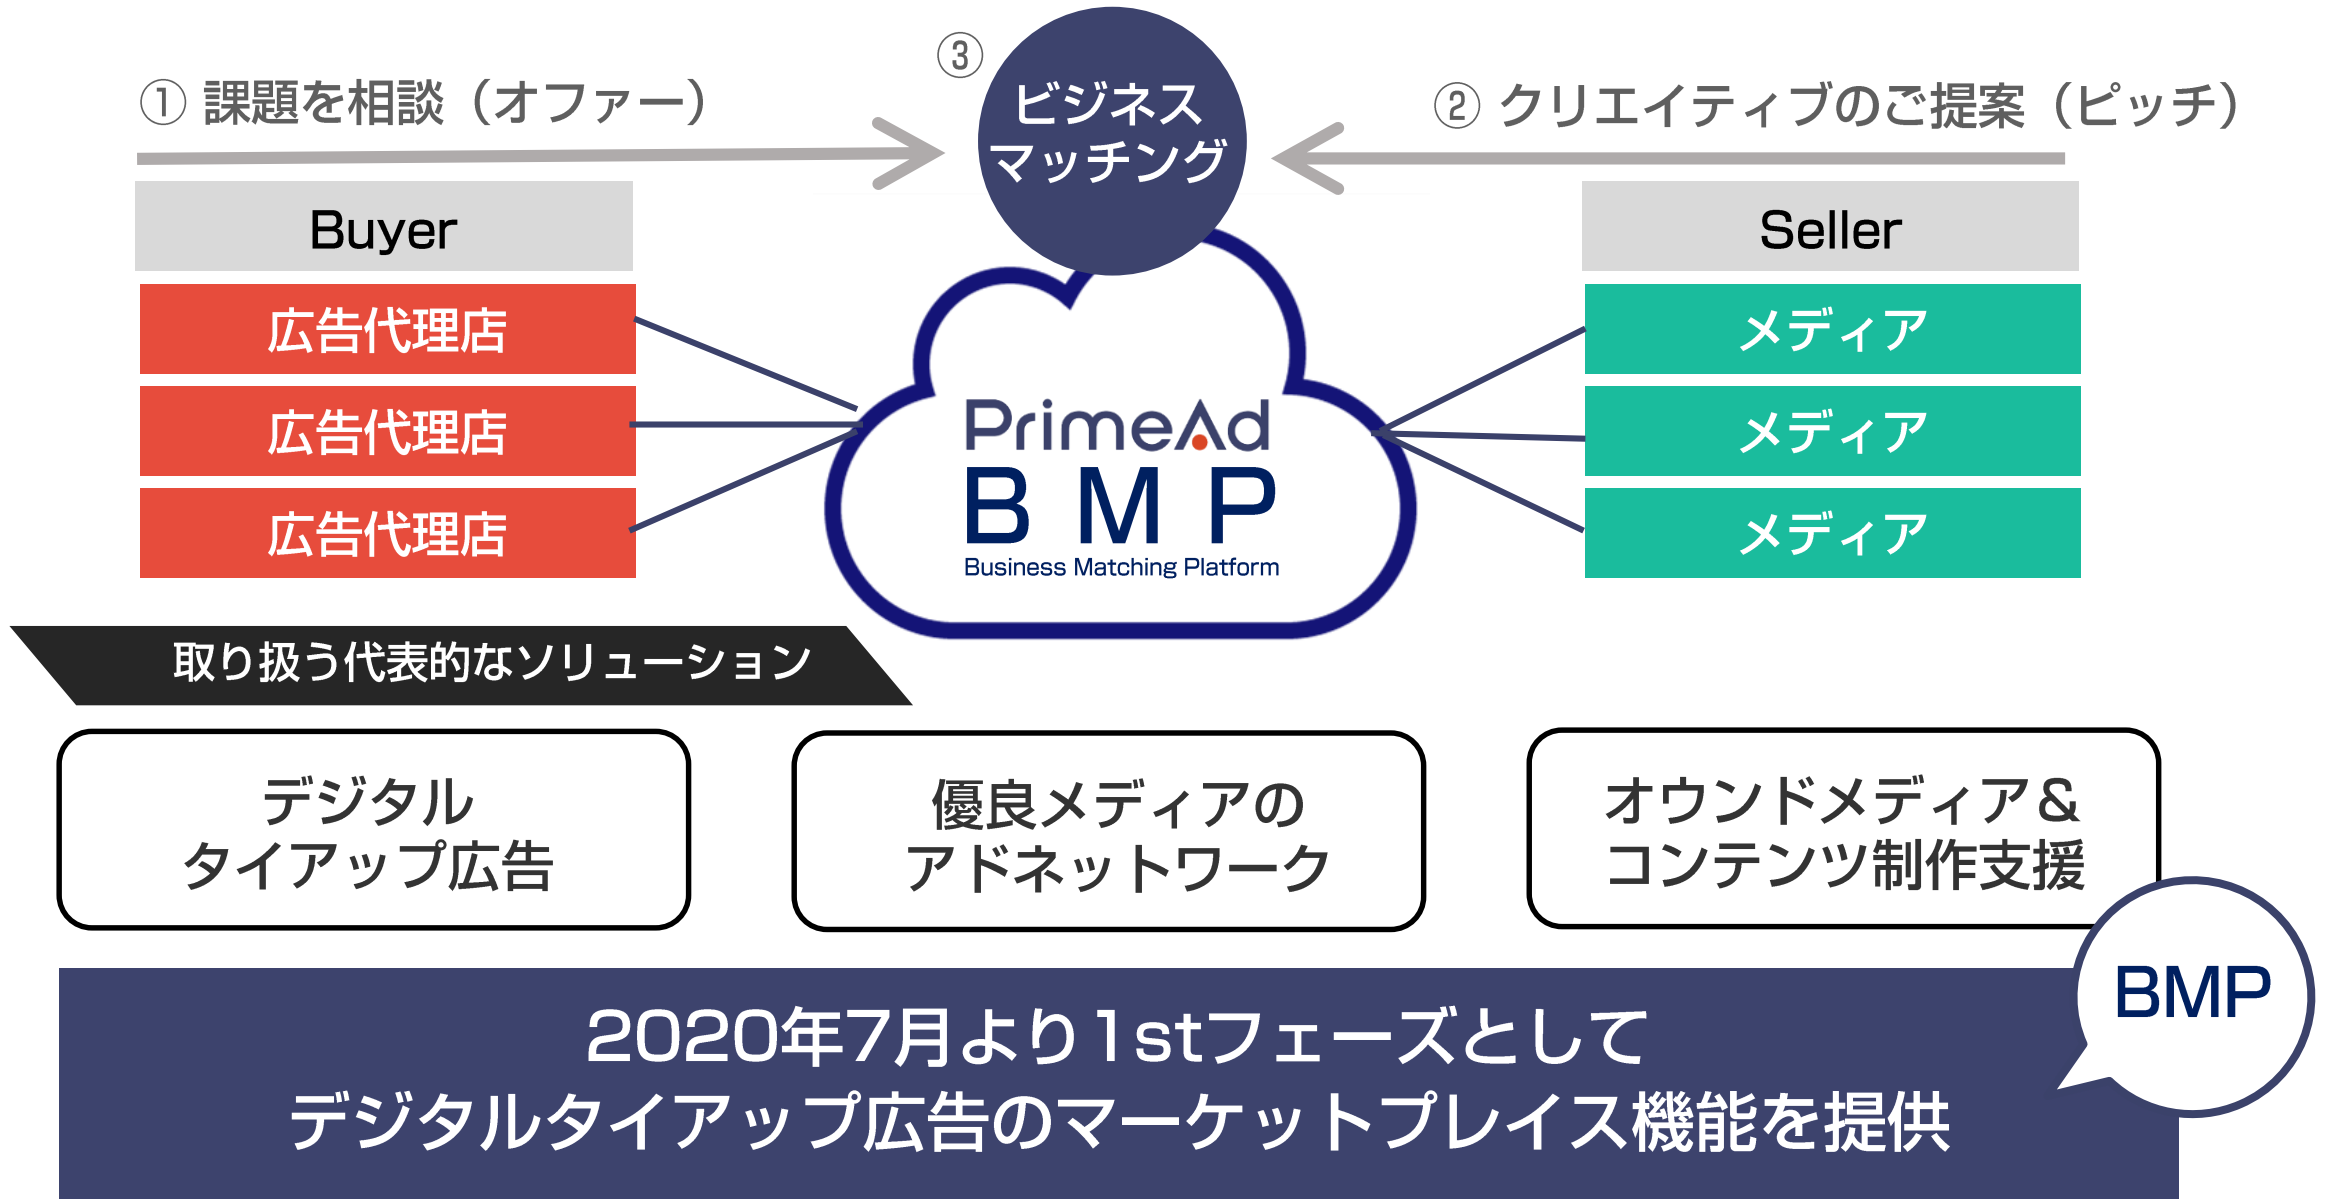 ① 課題を相談（オファー）
③
ビジネス
マッチング
② クリエイティブのご提案（ピッチ）
Buyer
広告代理店
広告代理店
広告代理店
PrimeAd
BMP
Business Matching Platform
Seller
メディア
メディア
メディア
取り扱う代表的なソリューション
デジタル
タイアップ広告
優良メディアの
アドネットワーク
オウンドメディア＆
コンテンツ制作支援
BMP
2020年7月より1stフェーズとして
デジタルタイアップ広告のマーケットプレイス機能を提供